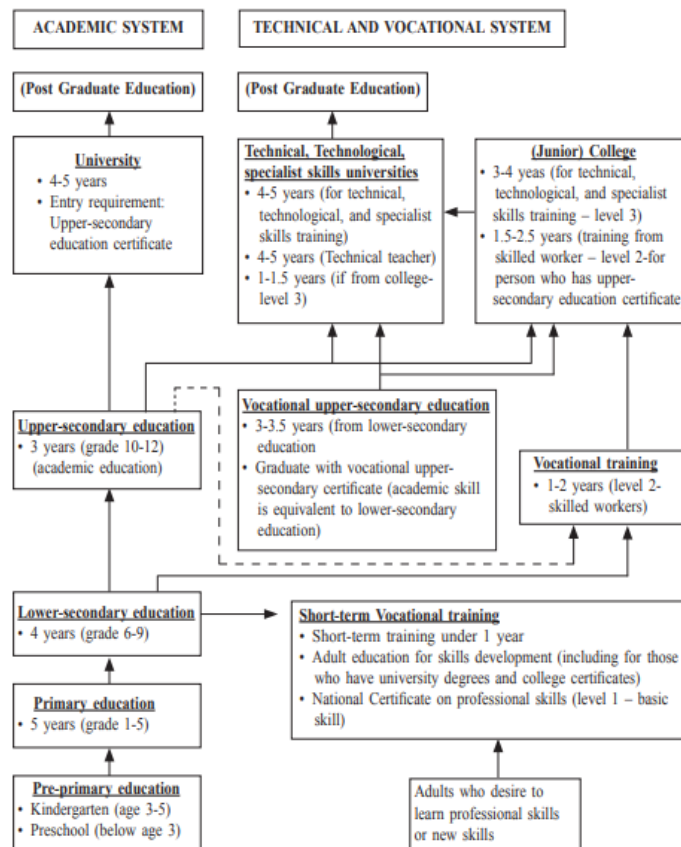 ACADEMIC SYSTEM
TECHNICAL AND VOCATIONAL SYSTEM
(Post Graduate Education)
(Post Graduate Education)
University
• 4-5 years
• Entry requirement:
Upper-secondary
education certificate
Technical, Technological,
specialist skills universities
• 4-5 years (for technical,
technological, and specialist
skills training)
• 4-5 years (Technical teacher)
• 1-1.5 years (if from college-
level 3)
(Junior) College
• 3-4 yeas (for technical,
technological, and specialist
skills training – level 3)
• 1.5-2.5 years (training from
skilled worker – level 2-for
person who has upper-
secondary education certificate
Upper-secondary education
• 3 years (grade 10-12)
(academic education)
Vocational upper-secondary education
• 3-3.5 years (from lower-secondary
education
• Graduate with vocational upper-
secondary certificate (academic skill
is equivalent to lower-secondary
education)
Vocational training
• 1-2 years (level 2-
skilled workers)
Lower-secondary education
• 4 years (grade 6-9)
Short-term Vocational training
• Short-term training under 1 year
• Adult education for skills development (including for those
who have university degrees and college certificates)
• National Certificate on professional skills (level 1 – basic
skill)
Primary education
• 5 years (grade 1-5)
Pre-primary education
• Kindergarten (age 3-5)
• Preschool (below age 3)
Adults who desire to
learn professional skills
or new skills